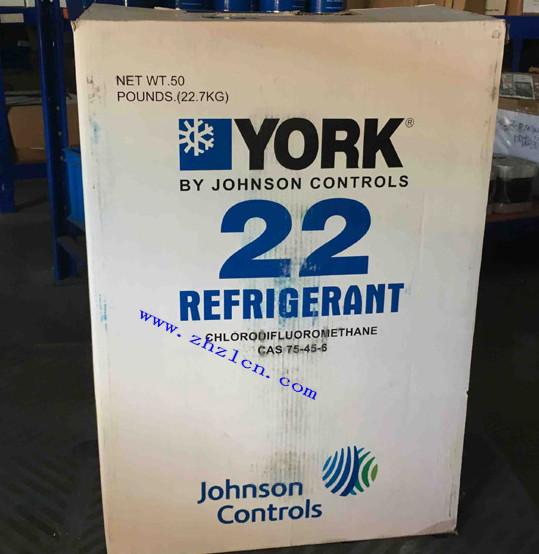 NET WT.50
POUNDS.(22.7KG)
YORK®
BY JOHNSON CONTROLS
22
REFRIGERANT
CHLORODIFLUOROMETHANE
CAS 75-45-6
www.zhzlcn.com
Johnson
Controls